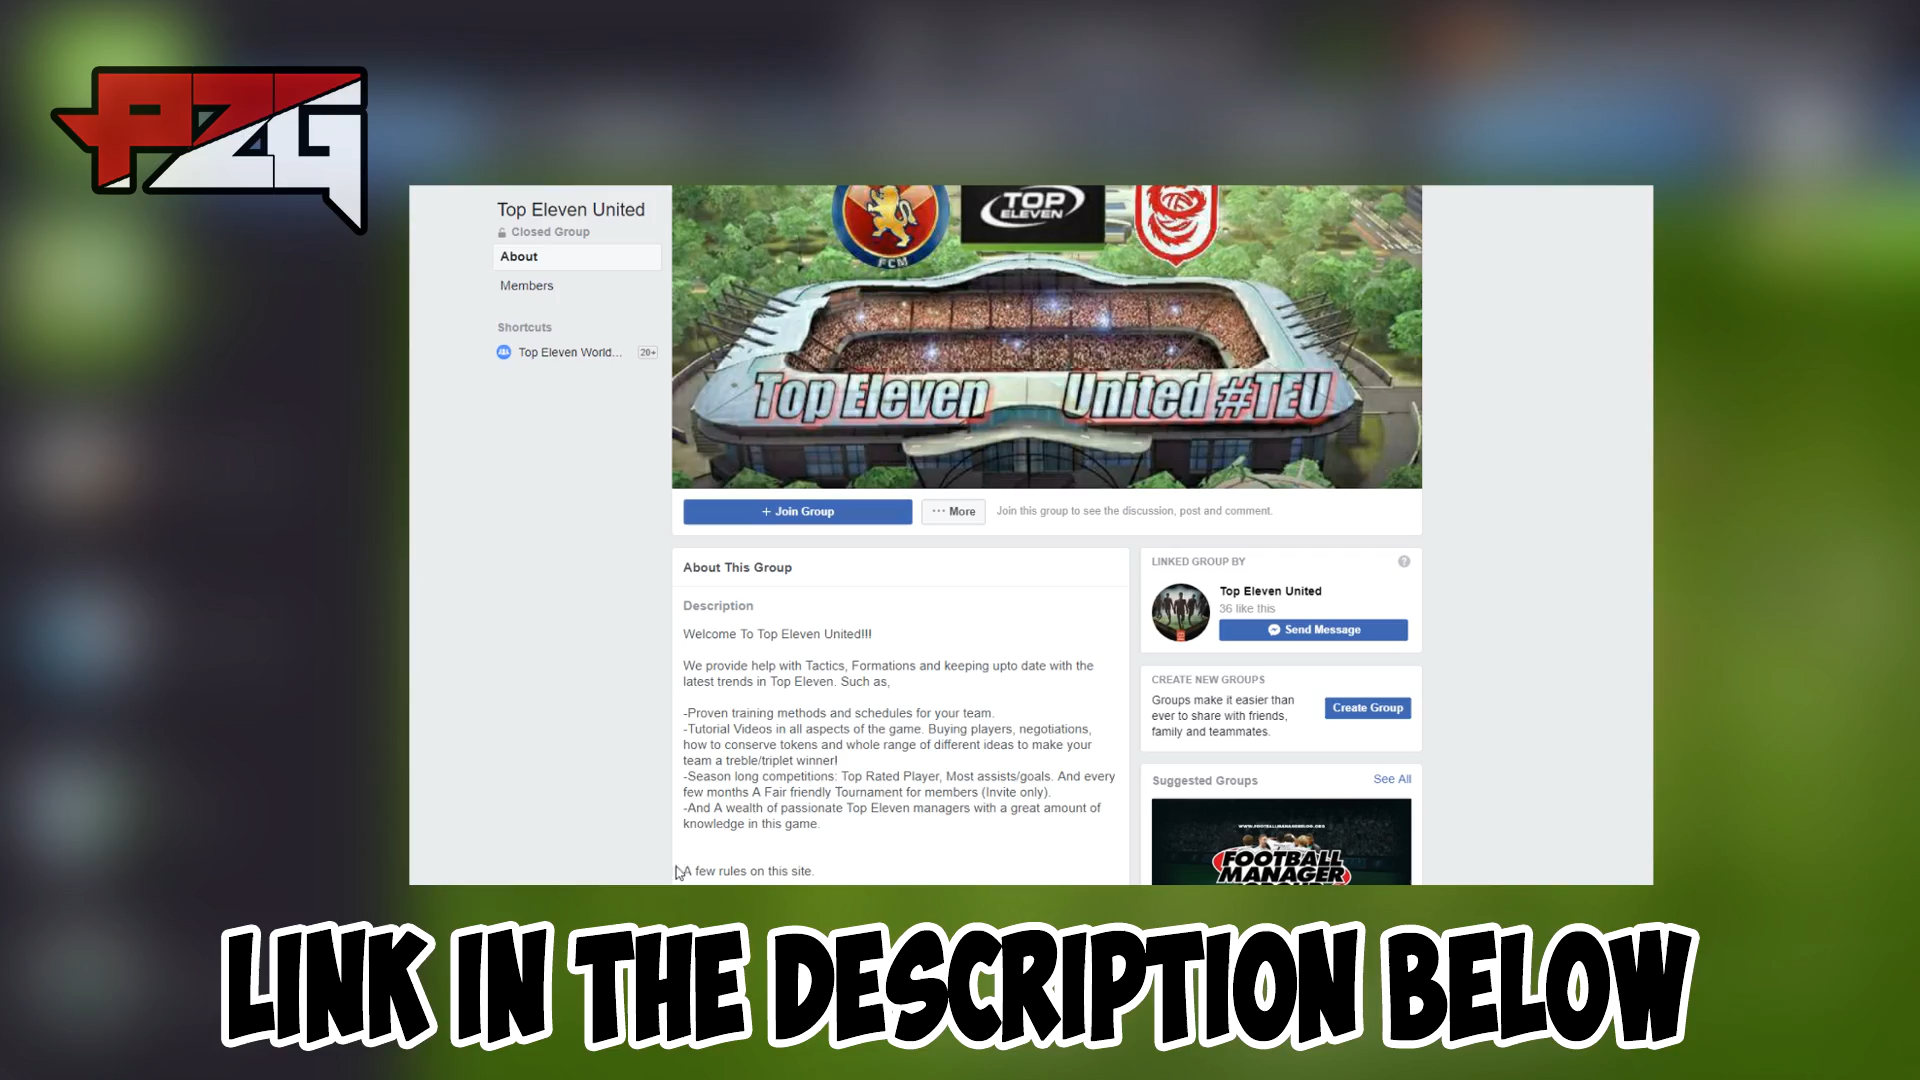 PZG
Top Eleven United
Closed Group
About
Members
Shortcuts
Top Eleven World...
20+
FCM
TOP
ELEVEN
Top Eleven United #TEU
+ Join Group
··· More
Join this group to see the discussion, post and comment.
About This Group
Description
Welcome To Top Eleven United!!!
We provide help with Tactics, Formations and keeping upto date with the
latest trends in Top Eleven. Such as,
-Proven training methods and schedules for your team.
-Tutorial Videos in all aspects of the game. Buying players, negotiations,
how to conserve tokens and whole range of different ideas to make your
team a treble/triplet winner!
-Season long competitions: Top Rated Player, Most assists/goals. And every
few months A Fair friendly Tournament for members (Invite only).
-And A wealth of passionate Top Eleven managers with a great amount of
knowledge in this game.
A few rules on this site.
LINKED GROUP BY
?
Top Eleven United
36 like this
Send Message
CREATE NEW GROUPS
Groups make it easier than
ever to share with friends,
family and teammates.
Create Group
Suggested Groups
See All
FOOTBALL
MANAGER
LINK IN THE DESCRIPTION BELOW